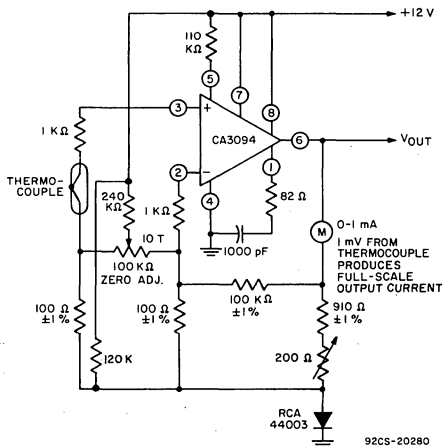 +12 V
110
KΩ
5
7
8
3
+
CA3094
6
VOUT
1 KΩ
2
−
4
1
THERMO-
COUPLE
240
KΩ
1 KΩ
82 Ω
1000 pF
10 T
100 KΩ
ZERO ADJ.
M
0-1 mA
1 mV FROM
THERMOCOUPLE
PRODUCES
FULL-SCALE
OUTPUT CURRENT
100 Ω
±1%
120 K
100 Ω
±1%
100 KΩ
±1%
910 Ω
±1%
200 Ω
RCA
44003
92CS-20280